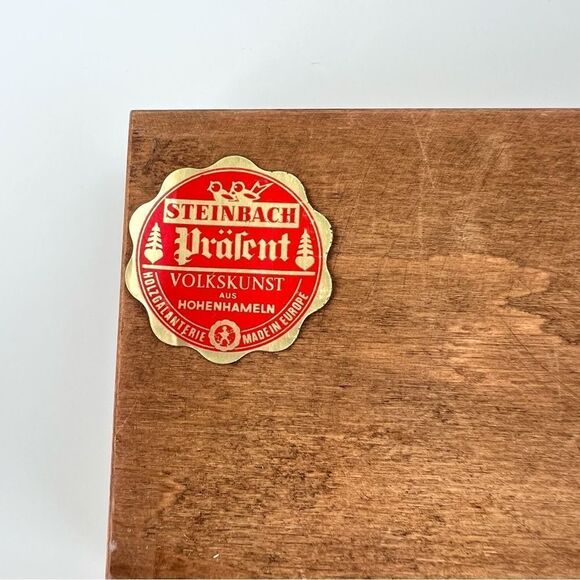 STEINBACH
Präsent
VOLKSKUNST
AUS
HOHENHAMELN
HOLZGALANTERIE MADE IN EUROPE